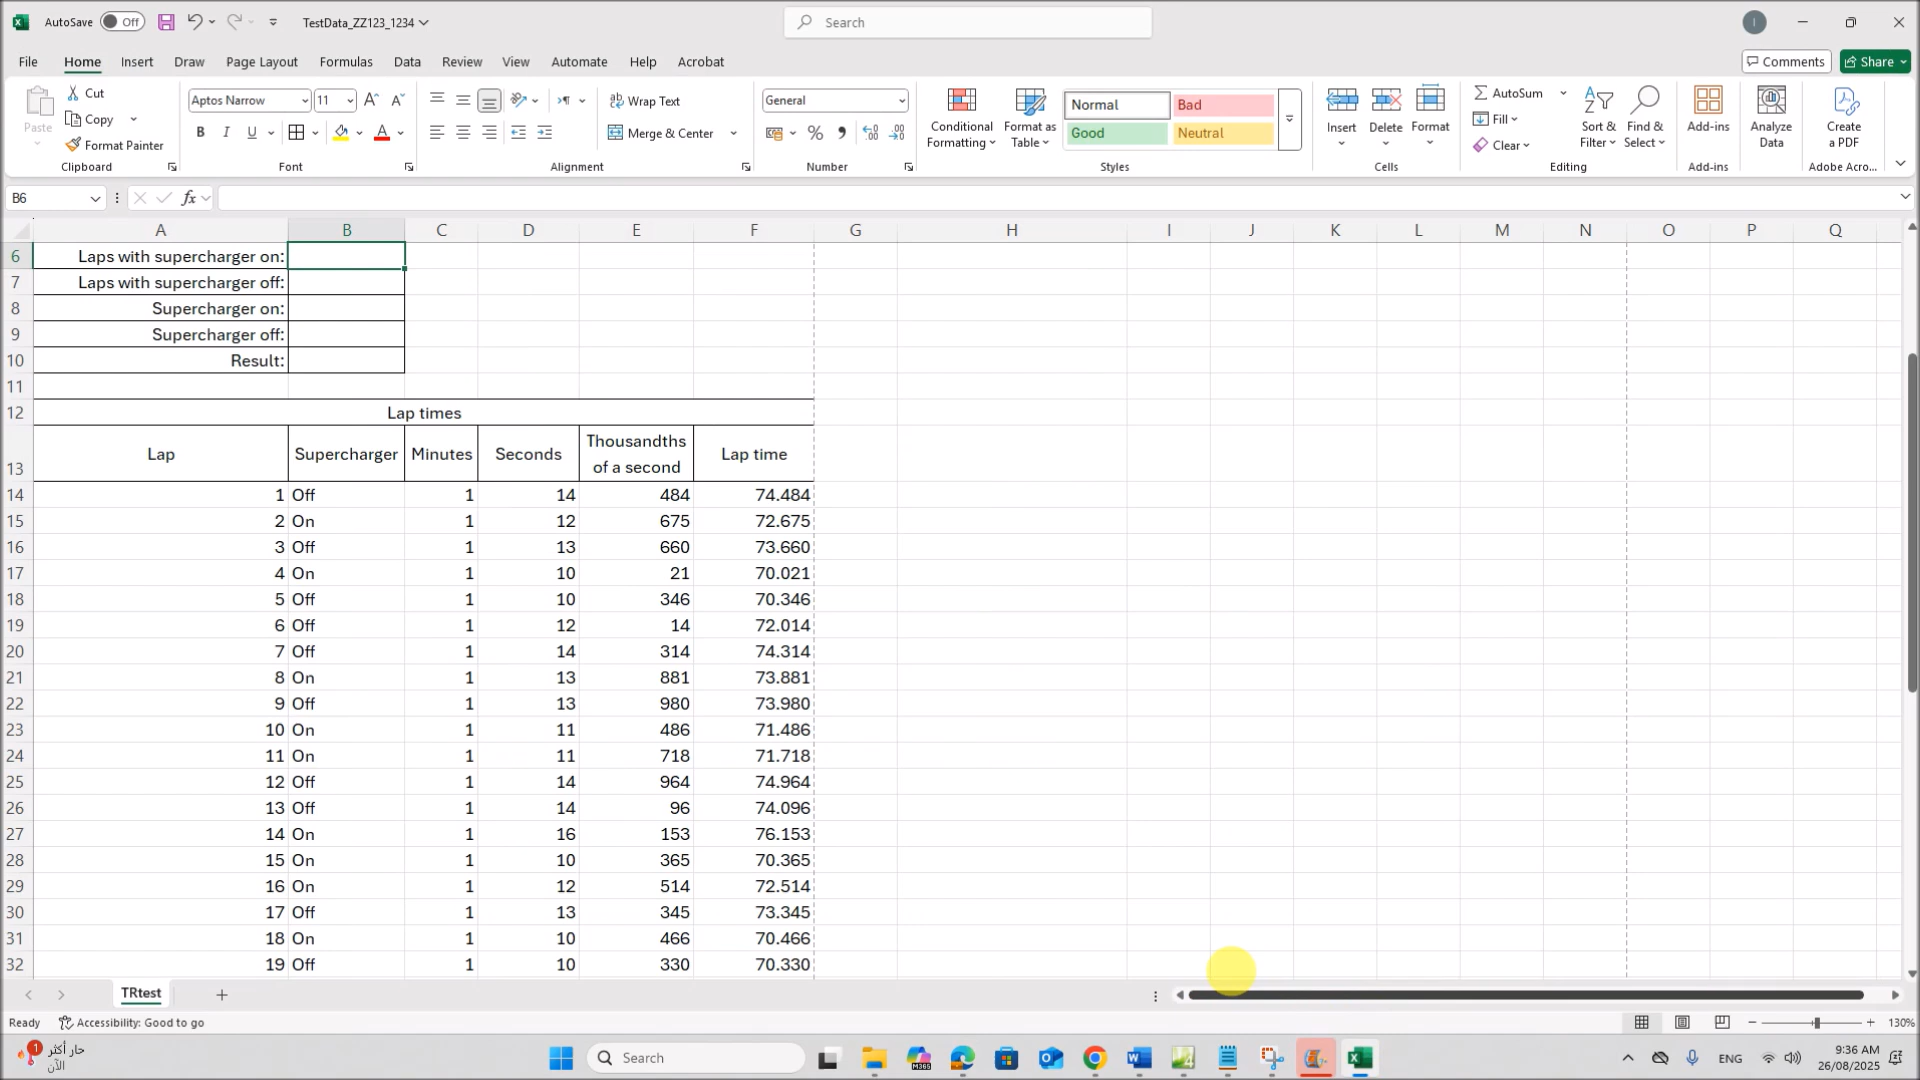 AutoSave Off TestData_ZZ123_1234 Search I
File Home Insert Draw Page Layout Formulas Data Review View Automate Help Acrobat Comments Share
Paste Cut Copy Format Painter Clipboard
Aptos Narrow 11 A A B I U A Font
Wrap Text Merge & Center Alignment
General % Number
Conditional Formatting Format as Table Normal Bad Good Neutral Styles
Insert Delete Format Cells
AutoSum Fill Clear Sort & Filter Find & Select Editing
Add-ins Add-ins Analyze Data Create a PDF Adobe Acro...
B6 fx
A B C D E F G H I J K L M N O P Q
6 Laps with supercharger on:
7 Laps with supercharger off:
8 Supercharger on:
9 Supercharger off:
10 Result:
11
12 Lap times
13 Lap Supercharger Minutes Seconds Thousandths of a second Lap time
14 1 Off 1 14 484 74.484
15 2 On 1 12 675 72.675
16 3 Off 1 13 660 73.660
17 4 On 1 10 21 70.021
18 5 Off 1 10 346 70.346
19 6 Off 1 12 14 72.014
20 7 Off 1 14 314 74.314
21 8 On 1 13 881 73.881
22 9 Off 1 13 980 73.980
23 10 On 1 11 486 71.486
24 11 On 1 11 718 71.718
25 12 Off 1 14 964 74.964
26 13 Off 1 14 96 74.096
27 14 On 1 16 153 76.153
28 15 On 1 10 365 70.365
29 16 On 1 12 514 72.514
30 17 Off 1 13 345 73.345
31 18 On 1 10 466 70.466
32 19 Off 1 10 330 70.330
TRtest
Ready Accessibility: Good to go 130%
1 حار أكثر
الآن
Search M365 ENG 9:36 AM
26/08/2025